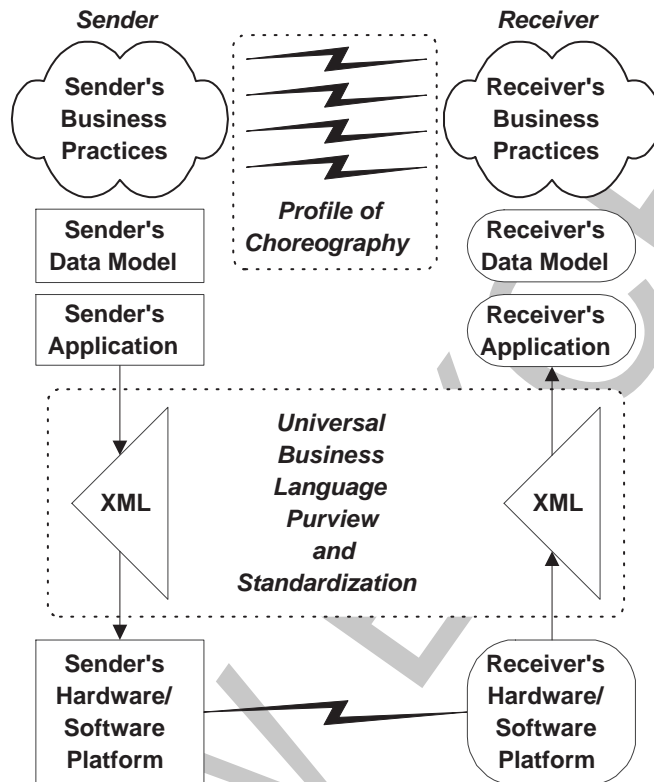 Sender
Receiver
Sender's
Business
Practices
Receiver's
Business
Practices
Profile of
Choreography
Sender's
Data Model
Receiver's
Data Model
Sender's
Application
Receiver's
Application
Universal
Business
Language
Purview
and
Standardization
XML
XML
Sender's
Hardware/
Software
Platform
Receiver's
Hardware/
Software
Platform